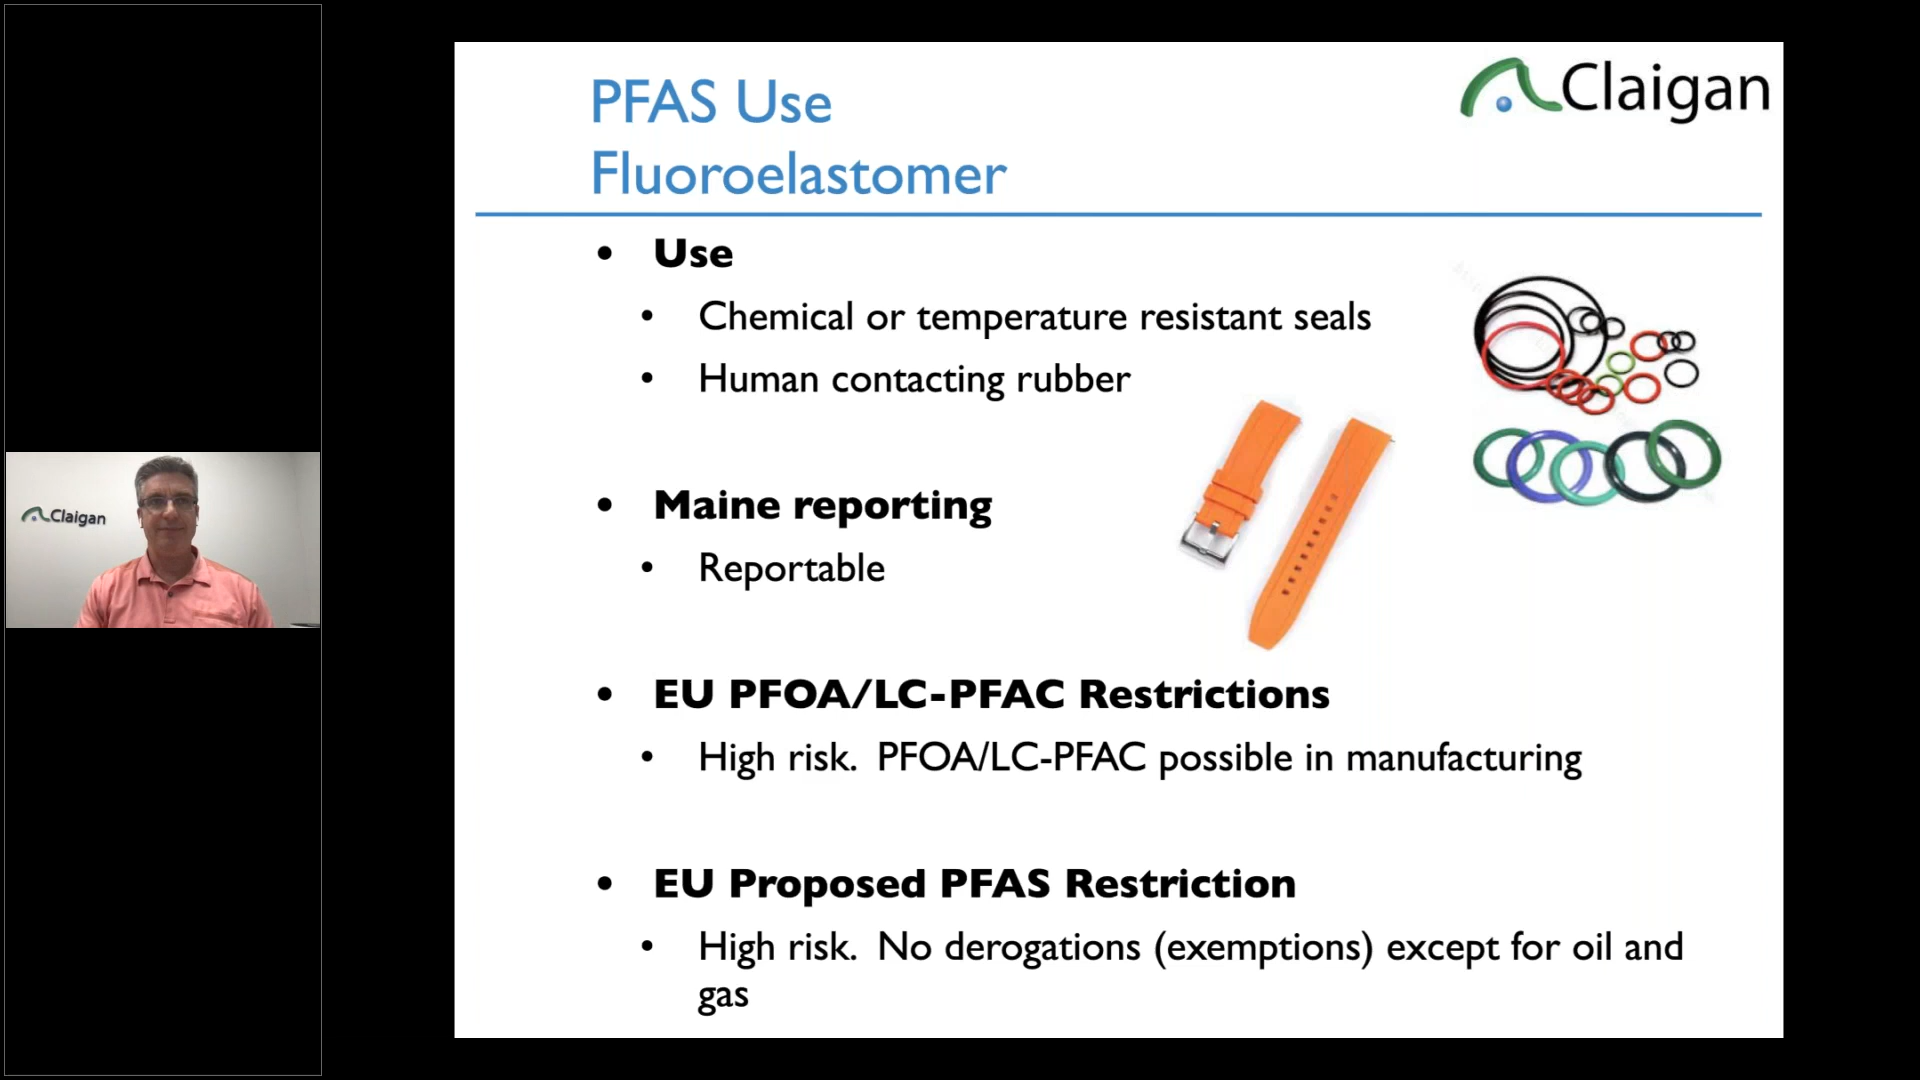 PFAS Use
Fluoroelastomer
Claigan
• Use
• Chemical or temperature resistant seals
• Human contacting rubber
• Maine reporting
• Reportable
• EU PFOA/LC-PFAC Restrictions
• High risk. PFOA/LC-PFAC possible in manufacturing
• EU Proposed PFAS Restriction
• High risk. No derogations (exemptions) except for oil and
gas
Claigan